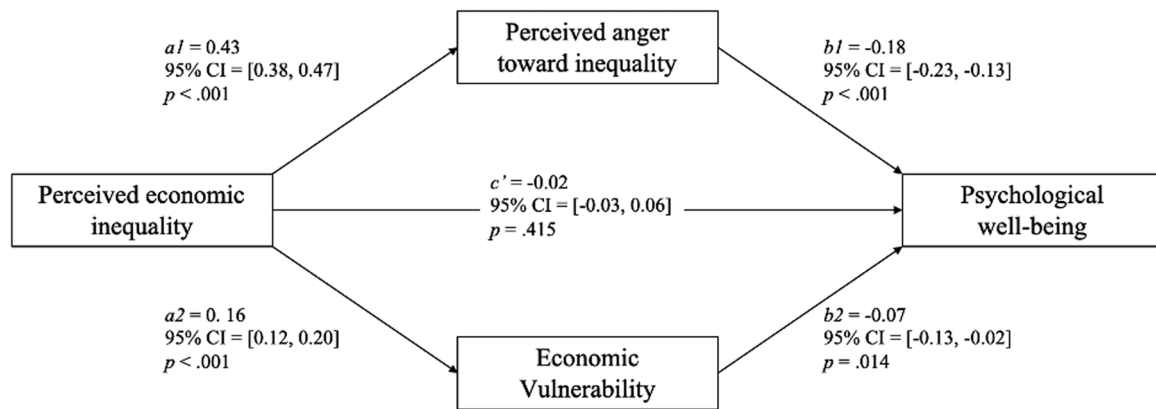 Perceived anger
toward inequality
a1 = 0.43
95% CI = [0.38, 0.47]
p < .001
b1 = -0.18
95% CI = [-0.23, -0.13]
p < .001
Perceived economic
inequality
c’ = -0.02
95% CI = [-0.03, 0.06]
p = .415
Psychological
well-being
a2 = 0. 16
95% CI = [0.12, 0.20]
p < .001
b2 = -0.07
95% CI = [-0.13, -0.02]
p = .014
Economic
Vulnerability